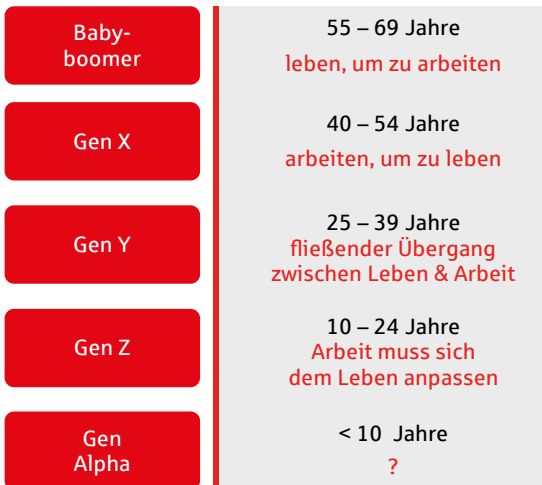 Baby-
boomer
55 – 69 Jahre
leben, um zu arbeiten
Gen X
40 – 54 Jahre
arbeiten, um zu leben
Gen Y
25 – 39 Jahre
fließender Übergang
zwischen Leben & Arbeit
Gen Z
10 – 24 Jahre
Arbeit muss sich
dem Leben anpassen
Gen
Alpha
< 10 Jahre
?